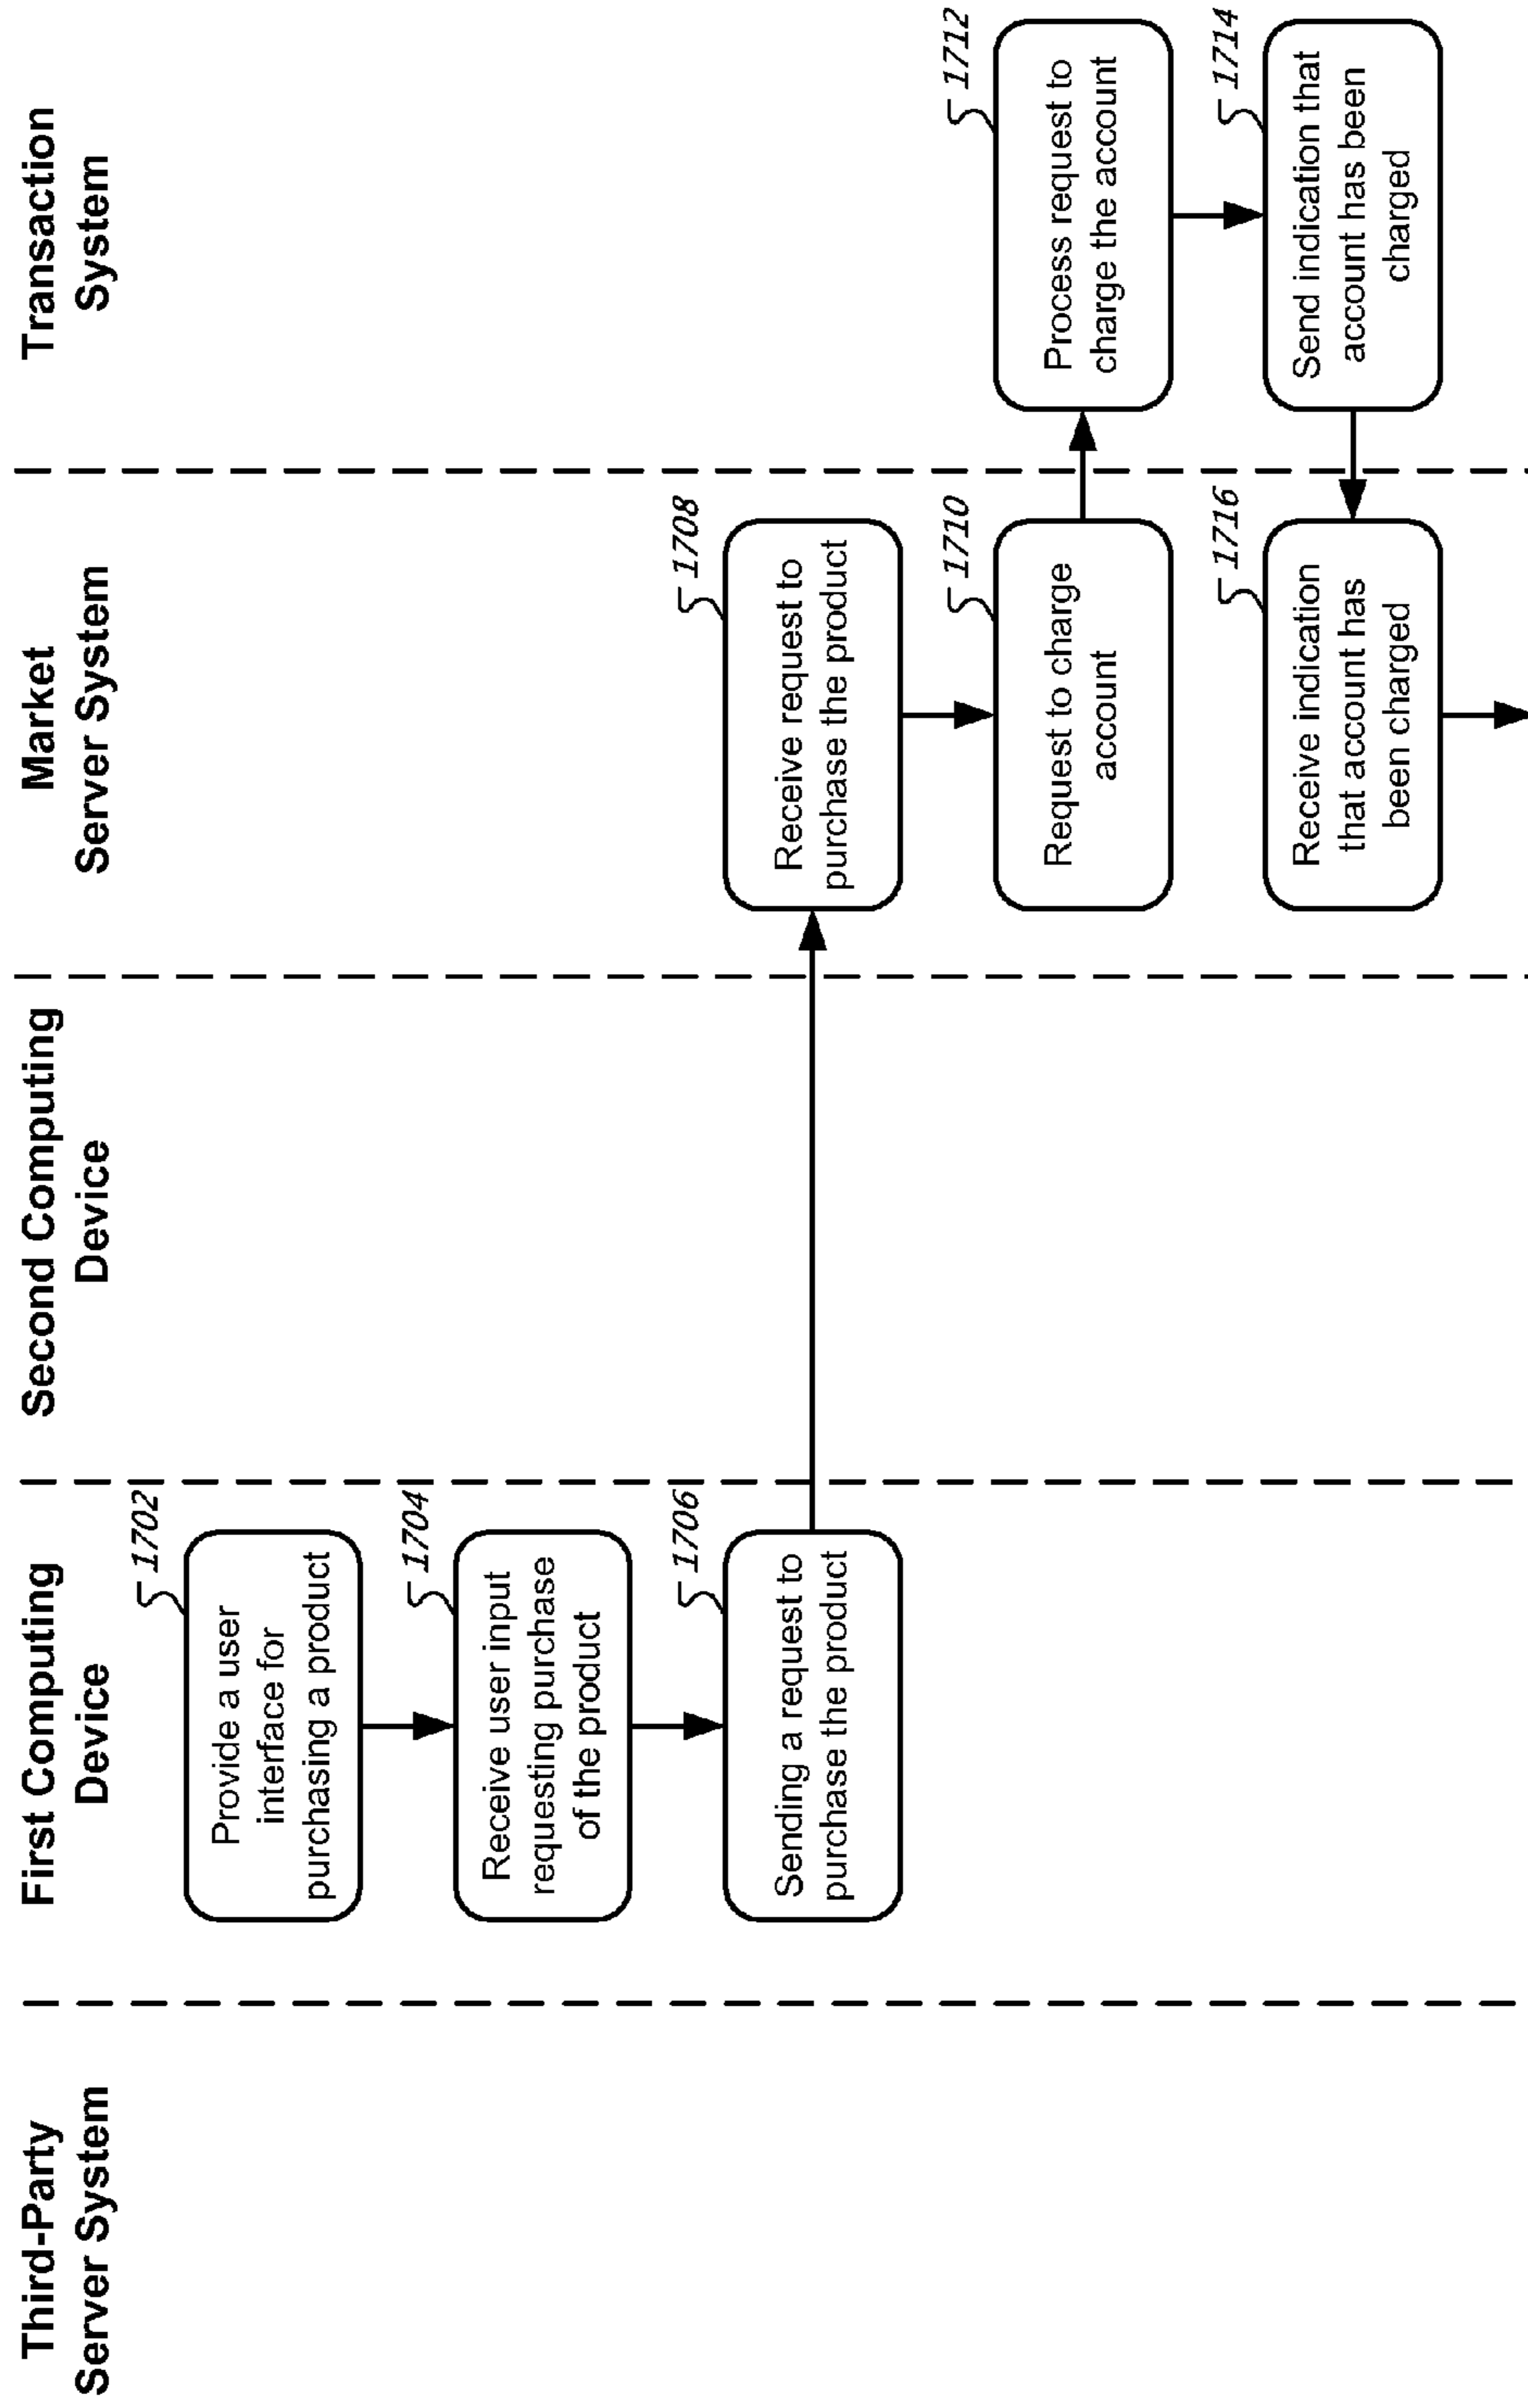 Third-Party
Server System
First Computing
Device
Second Computing
Device
Market
Server System
Transaction
System
1702
Provide a user
interface for
purchasing a product
1704
Receive user input
requesting purchase
of the product
1706
Sending a request to
purchase the product
1708
Receive request to
purchase the product
1710
Request to charge
account
1712
Process request to
charge the account
1714
Send indication that
account has been
charged
1716
Receive indication
that account has
been charged